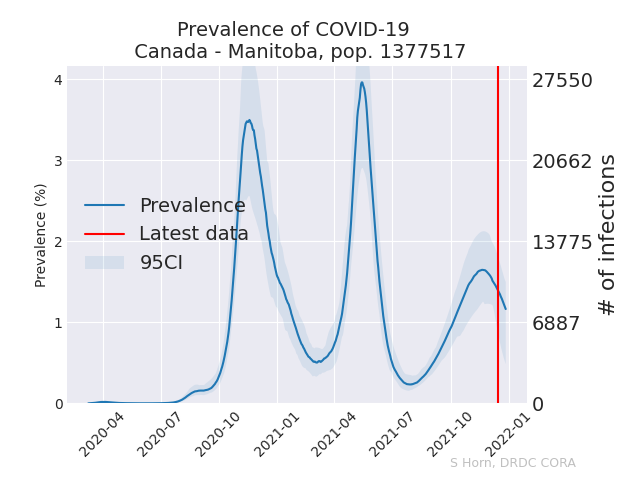 Prevalence of COVID-19
Canada - Manitoba, pop. 1377517
4
3
2
1
0
Prevalence (%)
Prevalence
Latest data
95CI
27550
20662
13775
6887
0
# of infections
2020-04
2020-07
2020-10
2021-01
2021-04
2021-07
2021-10
2022-01
S Horn, DRDC CORA